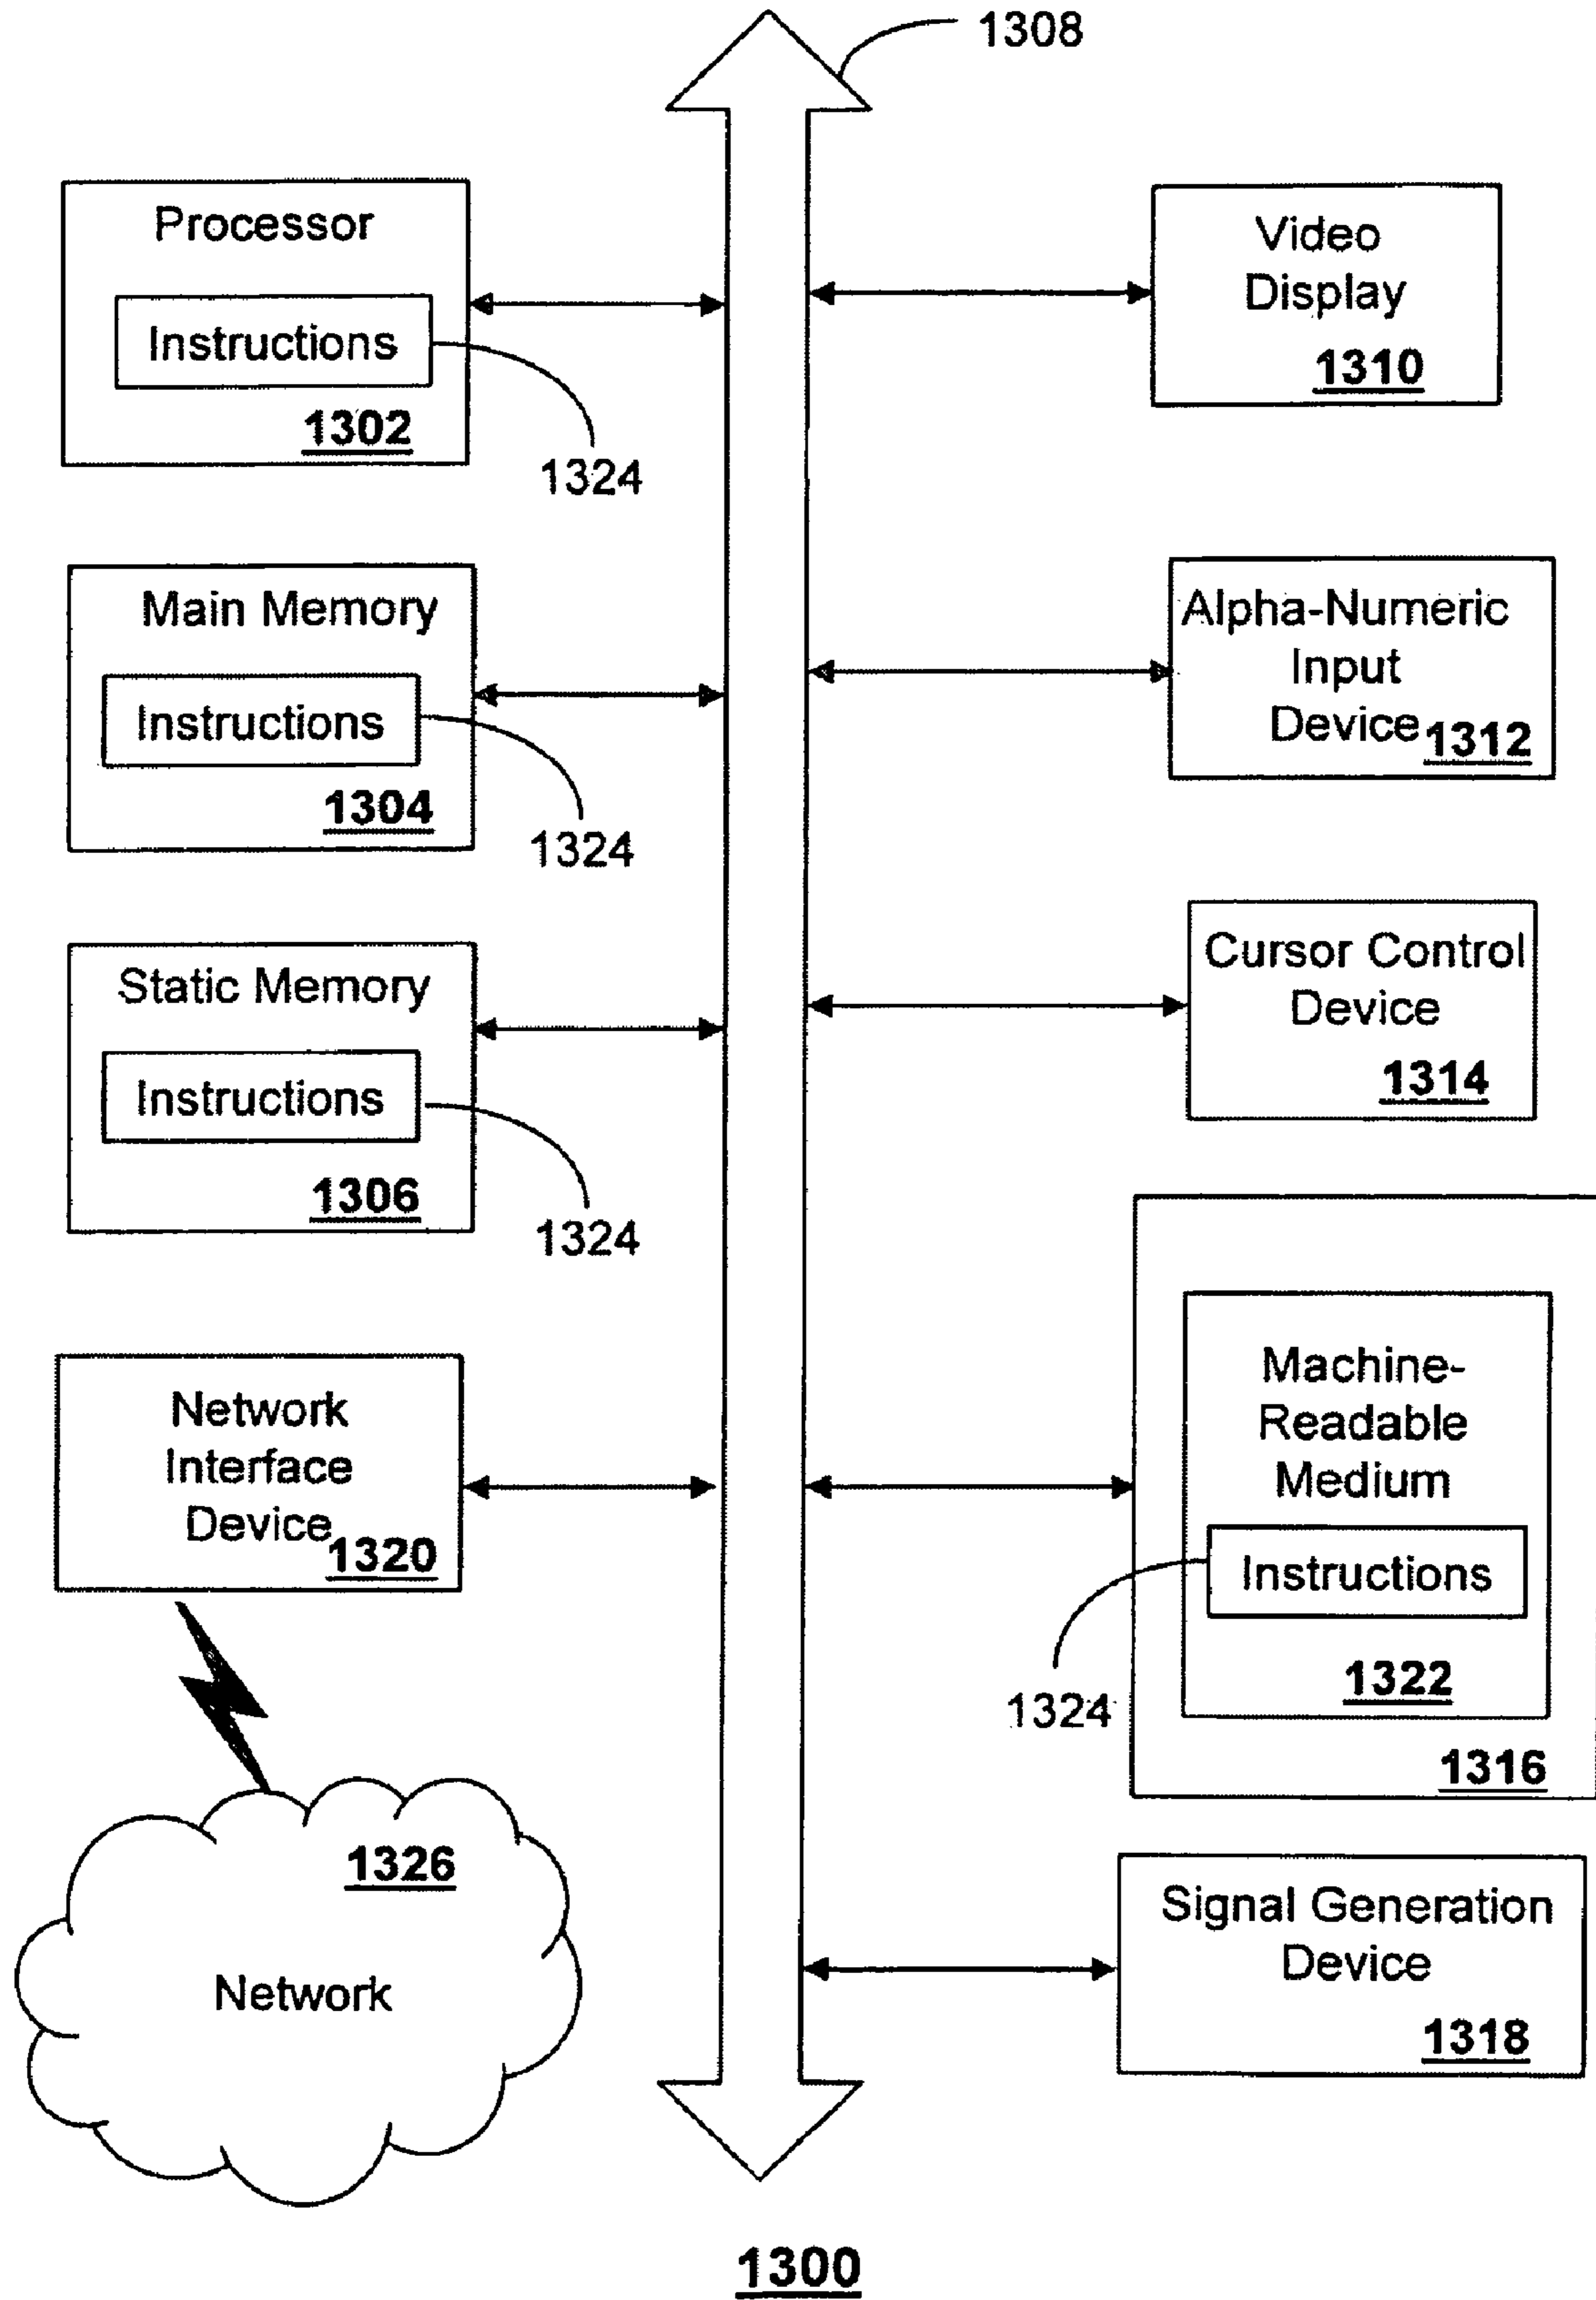 1308
Processor
Instructions
1302
1324
Main Memory
Instructions
1304
1324
Static Memory
Instructions
1306
1324
Network
Interface
Device
1320
1326
Network
Video
Display
1310
Alpha-Numeric
Input
Device
1312
Cursor Control
Device
1314
Machine-
Readable
Medium
Instructions
1324
1322
1316
Signal Generation
Device
1318
1300